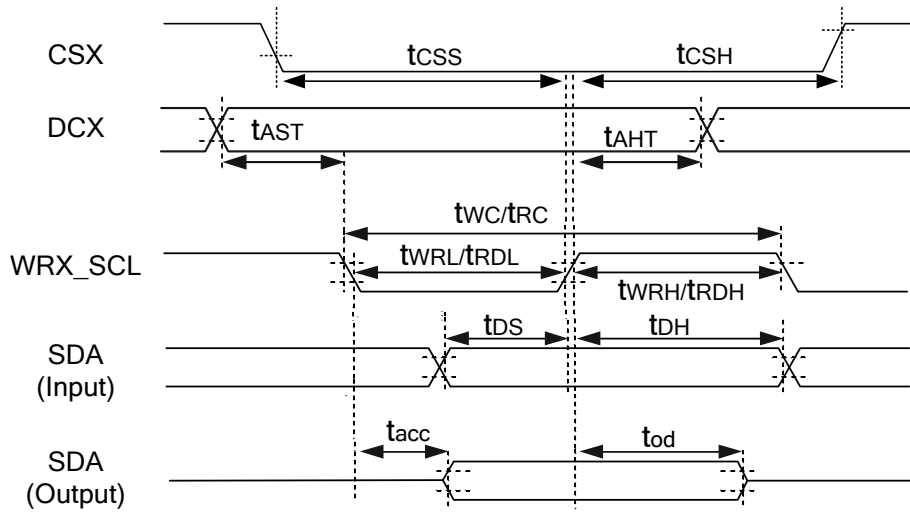 CSX
tCSS
tCSH
DCX
tAST
tAHT
tWC/tRC
WRX_SCL
tWRL/tRDL
tWRH/tRDH
SDA
(Input)
tDS
tDH
SDA
(Output)
tacc
tod